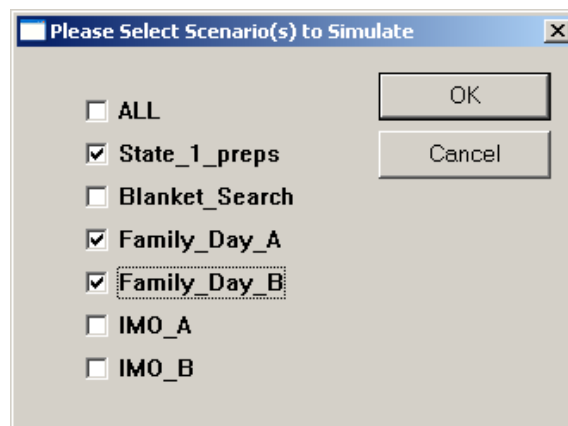 Please Select Scenario(s) to Simulate
OK
Cancel
ALL
State_1_preps
Blanket_Search
Family_Day_A
Family_Day_B
IMO_A
IMO_B